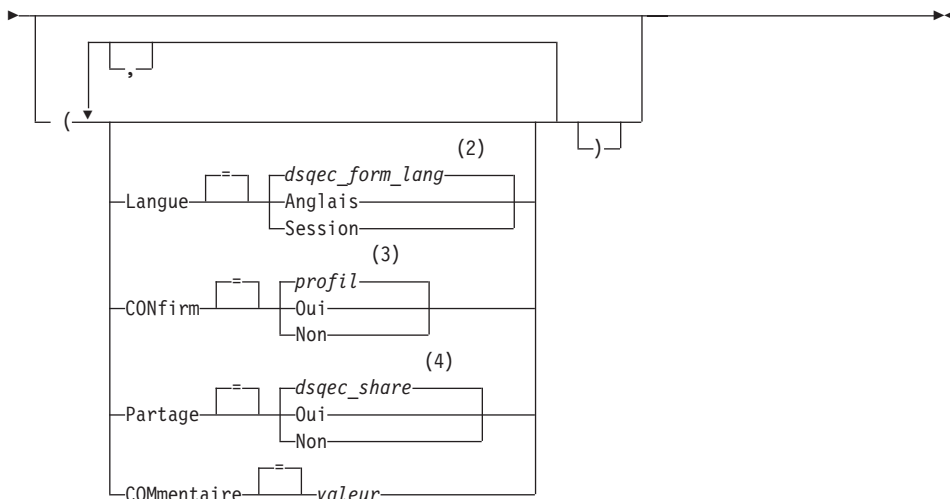 ,
(
)
(2)
=
dsqec_form_lang
Langue
Anglais
Session
(3)
=
profil
CONfirm
Oui
Non
(4)
=
dsqec_share
Partage
Oui
Non
=
COMmentaire valeur